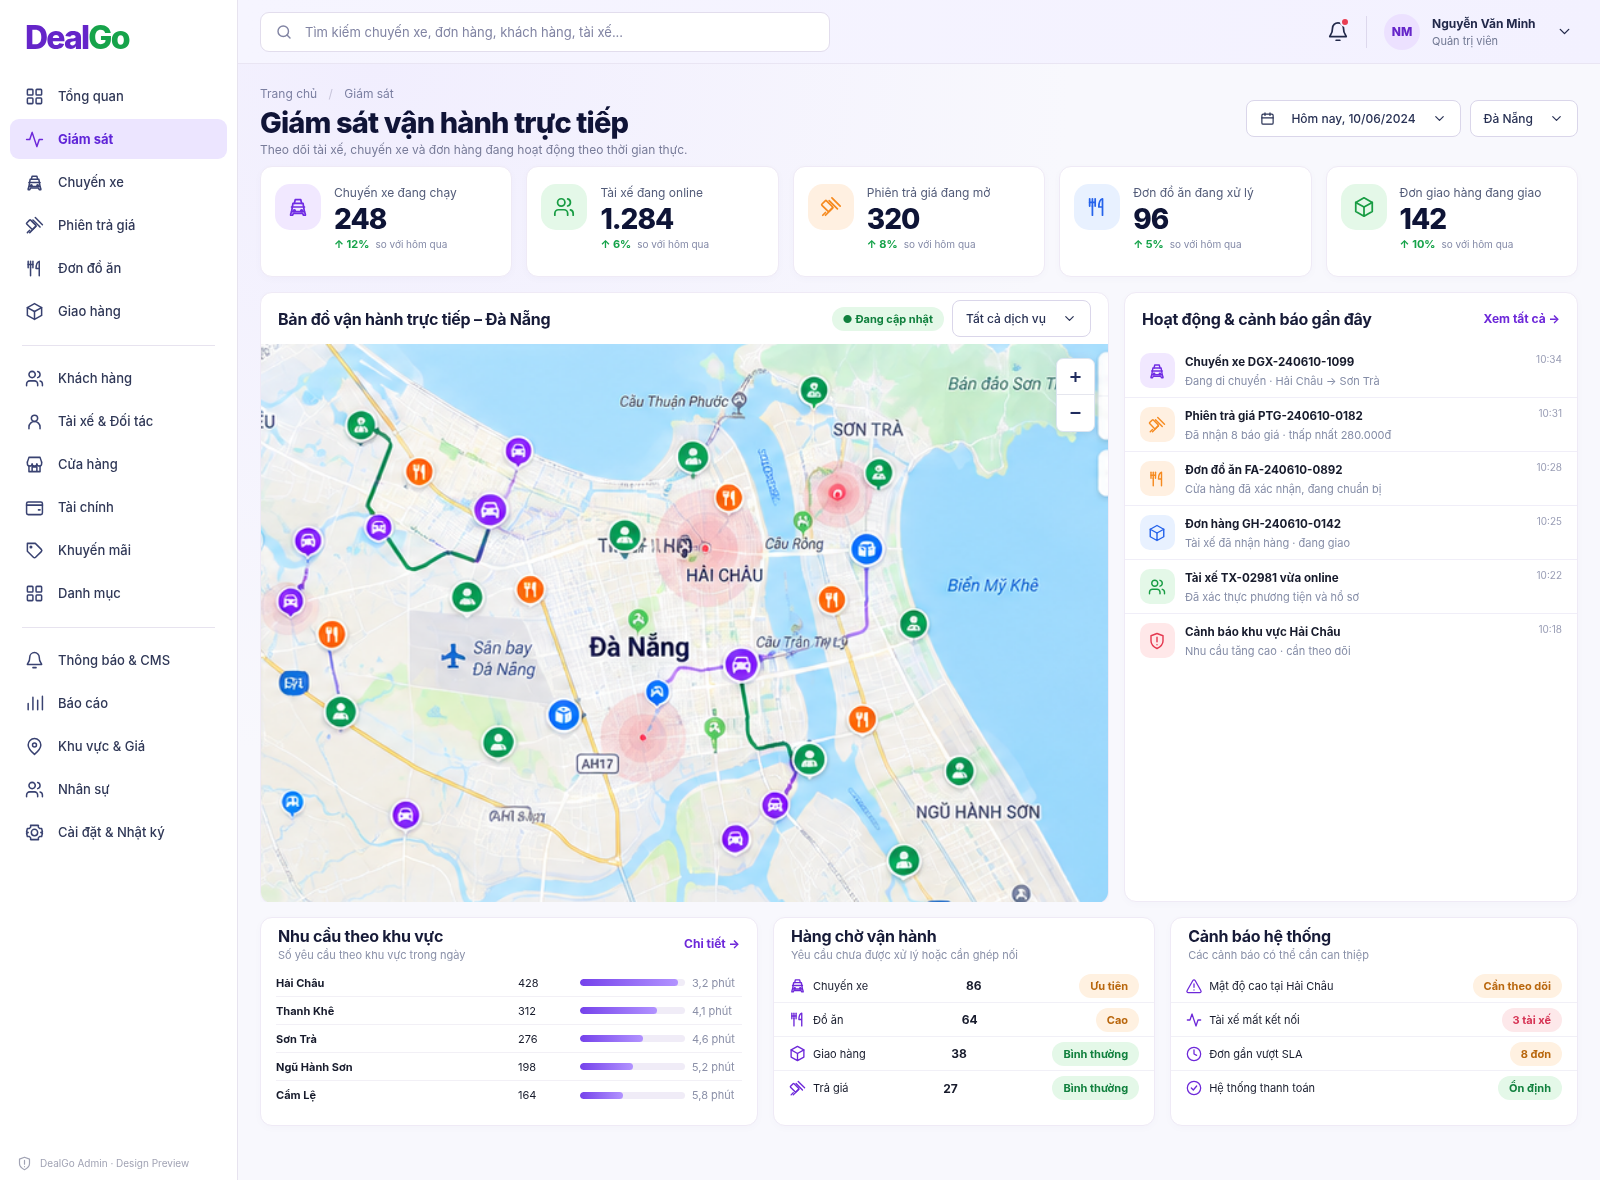 DealGo
Tổng quan
Giám sát
Chuyến xe
Phiên trả giá
Đơn đồ ăn
Giao hàng
Khách hàng
Tài xế & Đối tác
Cửa hàng
Tài chính
Khuyến mãi
Danh mục
Thông báo & CMS
Báo cáo
Khu vực & Giá
Nhân sự
Cài đặt & Nhật ký
DealGo Admin · Design Preview
Tìm kiếm chuyến xe, đơn hàng, khách hàng, tài xế...
NM
Nguyễn Văn Minh
Quản trị viên
Trang chủ / Giám sát
Giám sát vận hành trực tiếp
Theo dõi tài xế, chuyến xe và đơn hàng đang hoạt động theo thời gian thực.
Hôm nay, 10/06/2024
Đà Nẵng
Chuyến xe đang chạy
248
↑ 12% so với hôm qua
Tài xế đang online
1.284
↑ 6% so với hôm qua
Phiên trả giá đang mở
320
↑ 8% so với hôm qua
Đơn đồ ăn đang xử lý
96
↑ 5% so với hôm qua
Đơn giao hàng đang giao
142
↑ 10% so với hôm qua
Bản đồ vận hành trực tiếp – Đà Nẵng
Đang cập nhật
Tất cả dịch vụ
+
−
Bán đảo Sơn T
Cầu Thuận Phước
SƠN TRÀ
Cầu Rồng
HẢI CHÂU
Biển Mỹ Khê
Cầu Trần Thị Lý
Đà Nẵng
Sân bay
Đà Nẵng
AH17
NGŨ HÀNH SƠN
Hoạt động & cảnh báo gần đây
Xem tất cả →
Chuyến xe DGX-240610-1099
10:34
Đang di chuyển · Hải Châu → Sơn Trà
Phiên trả giá PTG-240610-0182
10:31
Đã nhận 8 báo giá · thấp nhất 280.000đ
Đơn đồ ăn FA-240610-0892
10:28
Cửa hàng đã xác nhận, đang chuẩn bị
Đơn hàng GH-240610-0142
10:25
Tài xế đã nhận hàng · đang giao
Tài xế TX-02981 vừa online
10:22
Đã xác thực phương tiện và hồ sơ
Cảnh báo khu vực Hải Châu
10:18
Nhu cầu tăng cao · cần theo dõi
Nhu cầu theo khu vực
Số yêu cầu theo khu vực trong ngày
Chi tiết →
Hải Châu 428 3,2 phút
Thanh Khê 312 4,1 phút
Sơn Trà 276 4,6 phút
Ngũ Hành Sơn 198 5,2 phút
Cẩm Lệ 164 5,8 phút
Hàng chờ vận hành
Yêu cầu chưa được xử lý hoặc cần ghép nối
Chuyến xe 86 Ưu tiên
Đồ ăn 64 Cao
Giao hàng 38 Bình thường
Trả giá 27 Bình thường
Cảnh báo hệ thống
Các cảnh báo có thể cần can thiệp
Mật độ cao tại Hải Châu Cần theo dõi
Tài xế mất kết nối 3 tài xế
Đơn gần vượt SLA 8 đơn
Hệ thống thanh toán Ổn định